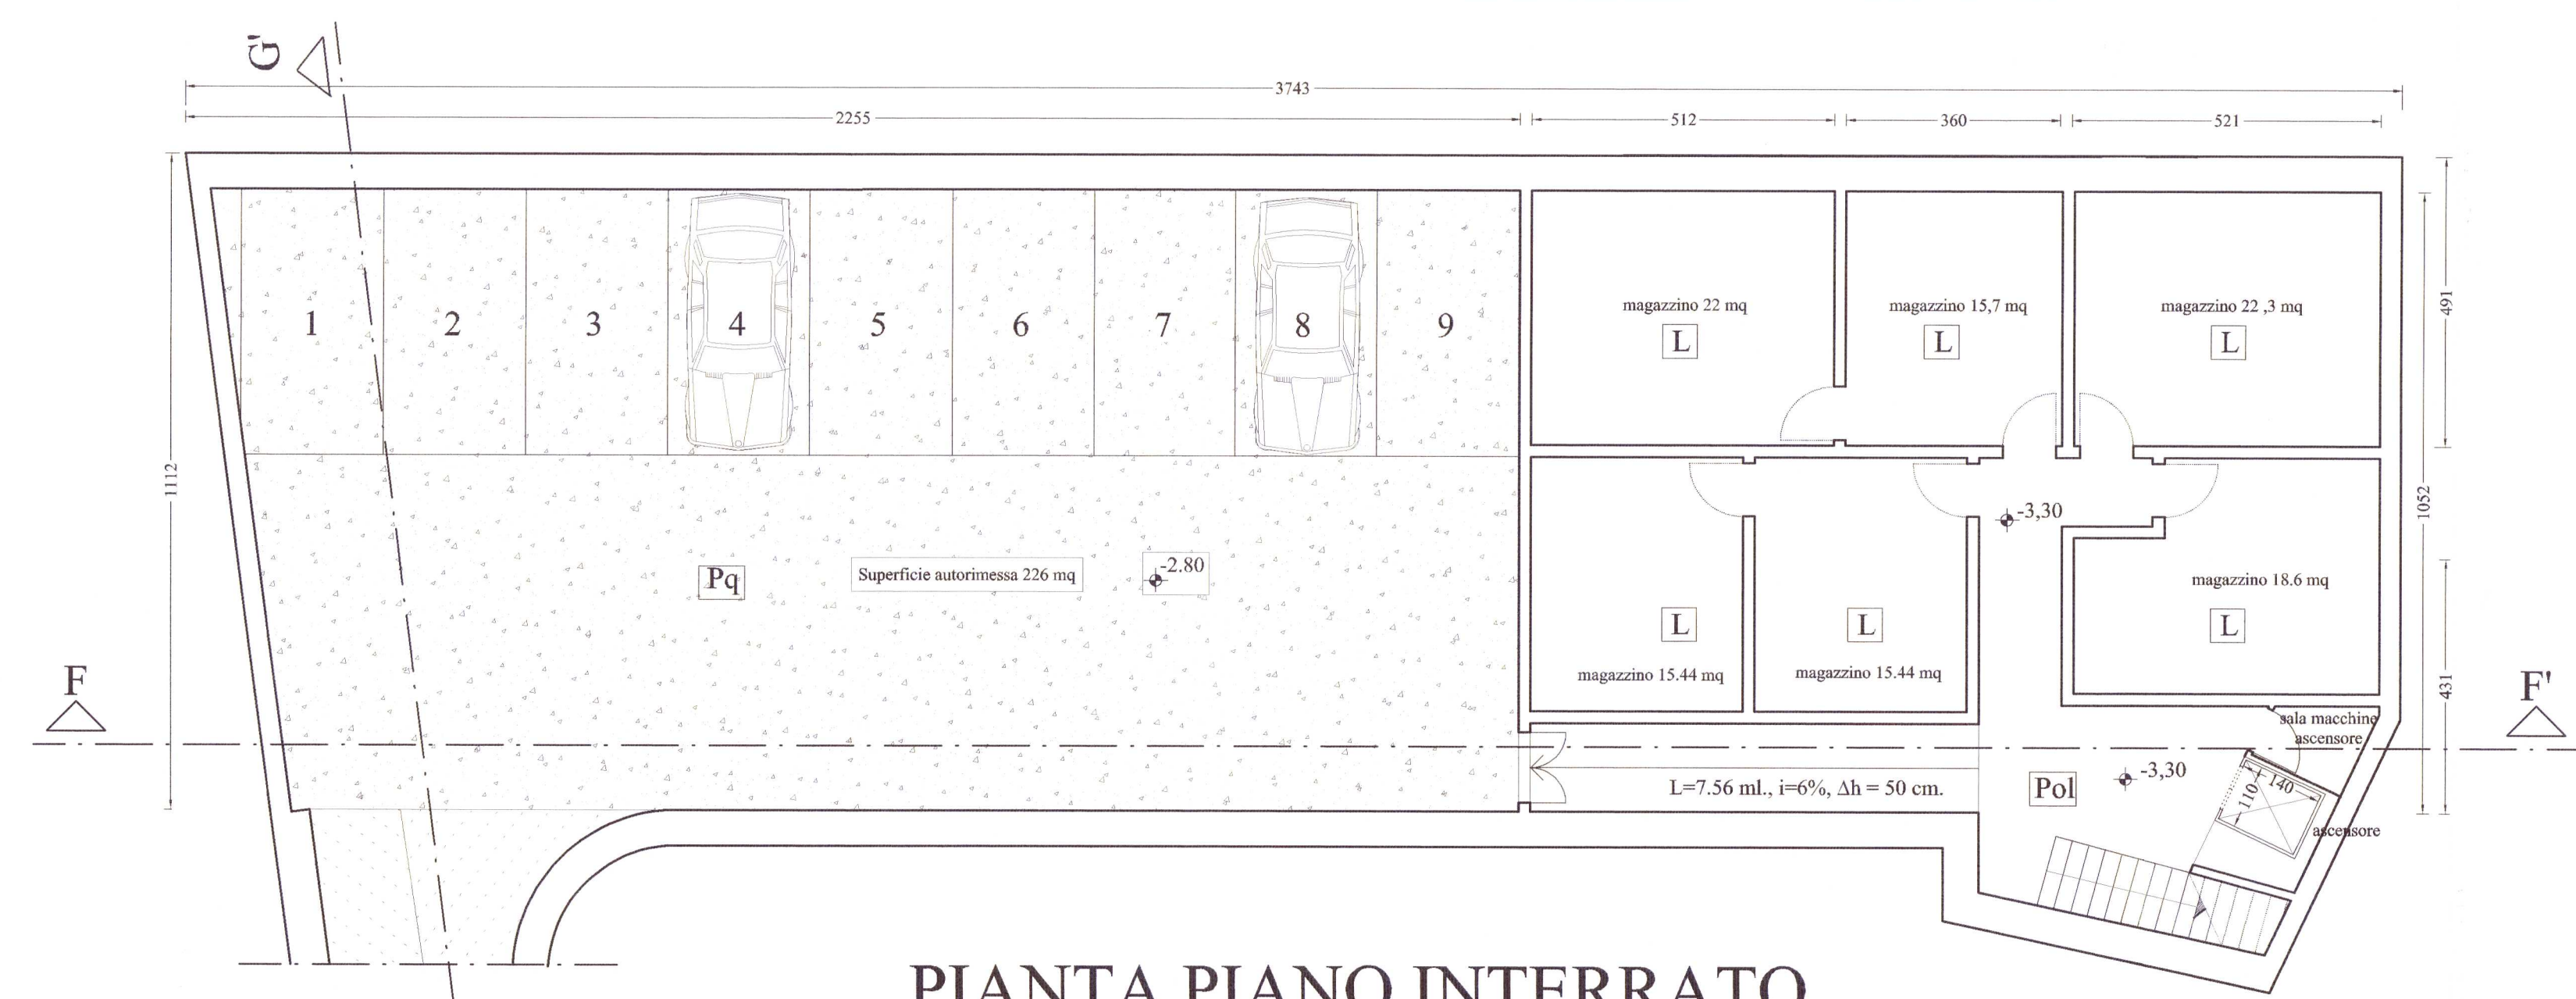 G'
3743
2255
512
360
521
1
2
3
4
5
6
7
8
9
magazzino 22 mq
L
magazzino 15,7 mq
L
magazzino 22 ,3 mq
L
491
1112
1052
-3,30
Pq
Superficie autorimessa 226 mq
-2.80
magazzino 18.6 mq
L
L
L
magazzino 15.44 mq
magazzino 15.44 mq
431
F
F'
sala macchine
ascensore
L=7.56 ml., i=6%, Δh = 50 cm.
Pol
-3,30
140
110
ascensore
PIANTA PIANO INTERRATO